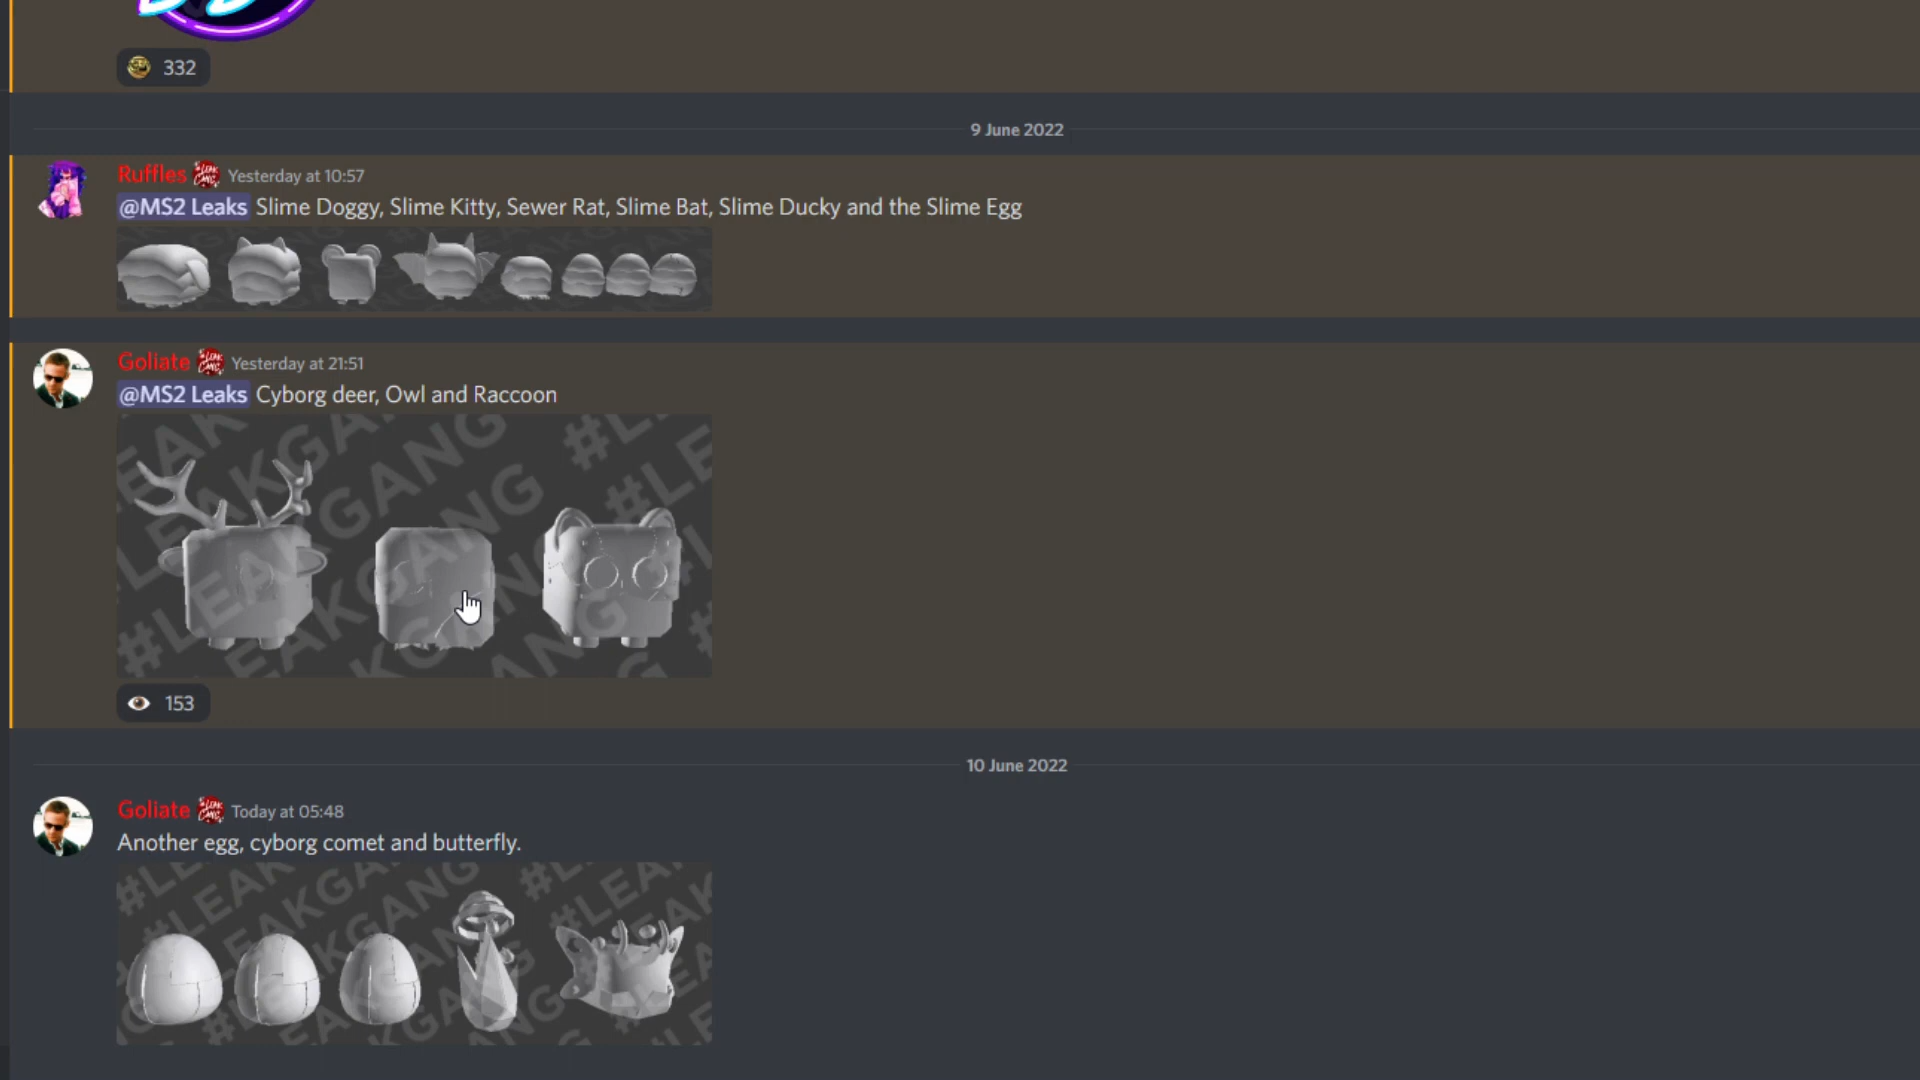 332
9 June 2022
Ruffles Yesterday at 10:57
@MS2 Leaks Slime Doggy, Slime Kitty, Sewer Rat, Slime Bat, Slime Ducky and the Slime Egg
Goliate Yesterday at 21:51
@MS2 Leaks Cyborg deer, Owl and Raccoon
#LEAKGANG
153
10 June 2022
Goliate Today at 05:48
Another egg, cyborg comet and butterfly.
#LEAKGANG